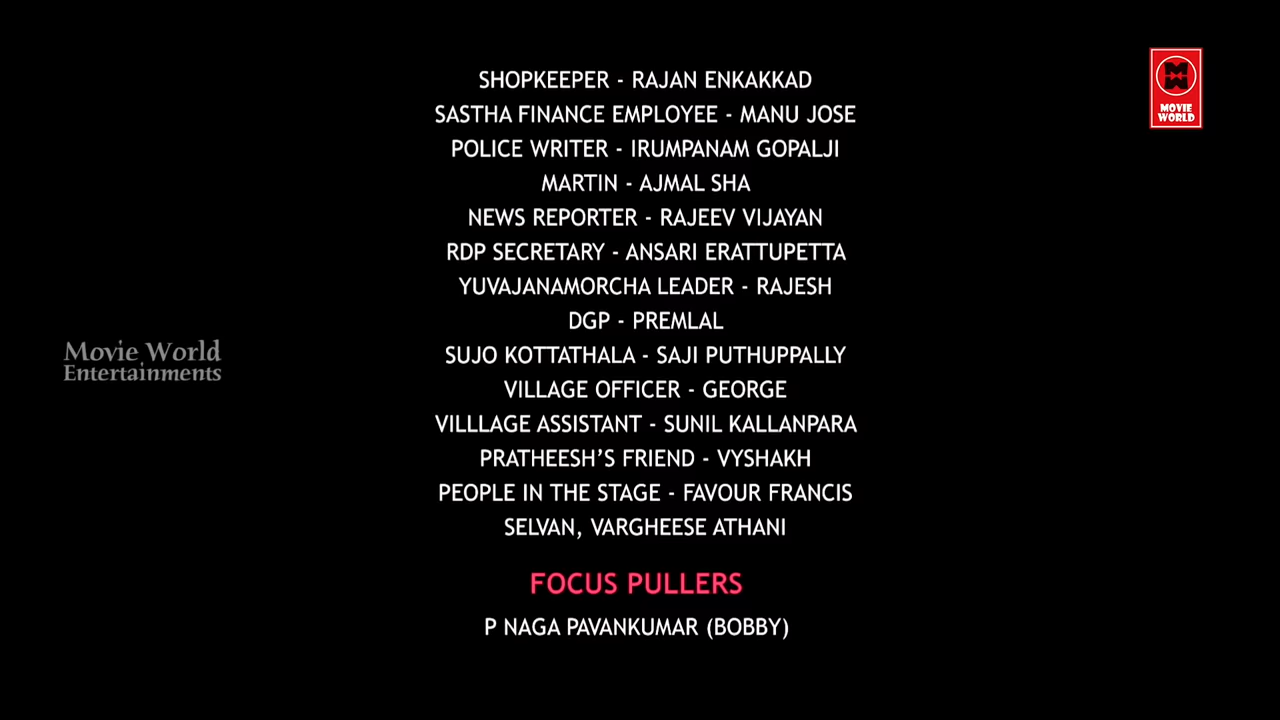 SHOPKEEPER - RAJAN ENKAKKAD
SASTHA FINANCE EMPLOYEE - MANU JOSE
POLICE WRITER - IRUMPANAM GOPALJI
MARTIN - AJMAL SHA
NEWS REPORTER - RAJEEV VIJAYAN
RDP SECRETARY - ANSARI ERATTUPETTA
YUVAJANAMORCHA LEADER - RAJESH
DGP - PREMLAL
SUJO KOTTATHALA - SAJI PUTHUPPALLY
VILLAGE OFFICER - GEORGE
VILLLAGE ASSISTANT - SUNIL KALLANPARA
PRATHEESH’S FRIEND - VYSHAKH
PEOPLE IN THE STAGE - FAVOUR FRANCIS
SELVAN, VARGHEESE ATHANI
FOCUS PULLERS
P NAGA PAVANKUMAR (BOBBY)
Movie World
Entertainments
MOVIE
WORLD